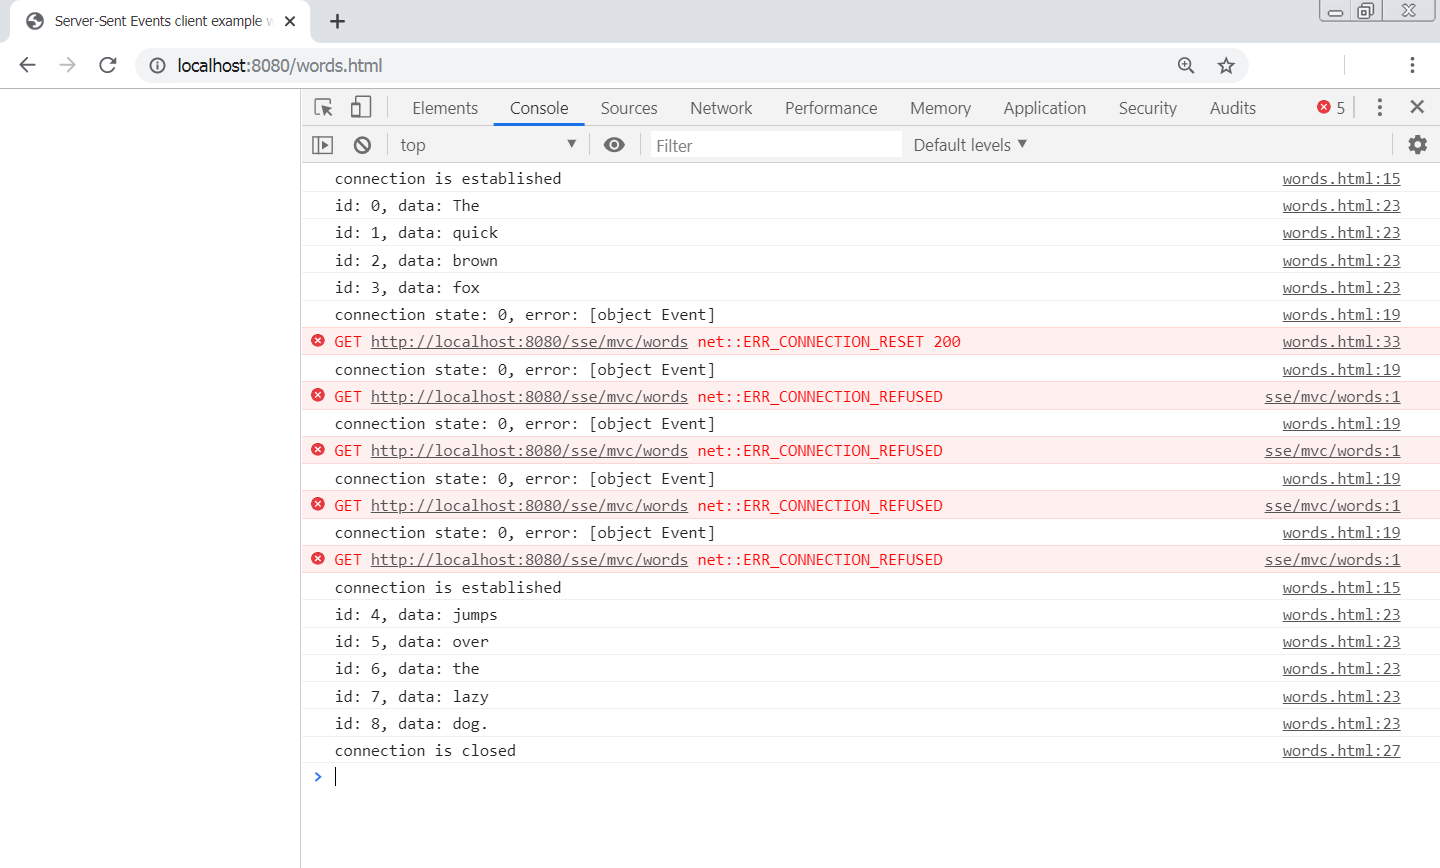 Server-Sent Events client example
localhost:8080/words.html
Elements Console Sources Network Performance Memory Application Security Audits 5
top Filter Default levels
connection is established words.html:15
id: 0, data: The words.html:23
id: 1, data: quick words.html:23
id: 2, data: brown words.html:23
id: 3, data: fox words.html:23
connection state: 0, error: [object Event] words.html:19
GET http://localhost:8080/sse/mvc/words net::ERR_CONNECTION_RESET 200 words.html:33
connection state: 0, error: [object Event] words.html:19
GET http://localhost:8080/sse/mvc/words net::ERR_CONNECTION_REFUSED sse/mvc/words:1
connection state: 0, error: [object Event] words.html:19
GET http://localhost:8080/sse/mvc/words net::ERR_CONNECTION_REFUSED sse/mvc/words:1
connection state: 0, error: [object Event] words.html:19
GET http://localhost:8080/sse/mvc/words net::ERR_CONNECTION_REFUSED sse/mvc/words:1
connection state: 0, error: [object Event] words.html:19
GET http://localhost:8080/sse/mvc/words net::ERR_CONNECTION_REFUSED sse/mvc/words:1
connection is established words.html:15
id: 4, data: jumps words.html:23
id: 5, data: over words.html:23
id: 6, data: the words.html:23
id: 7, data: lazy words.html:23
id: 8, data: dog. words.html:23
connection is closed words.html:27